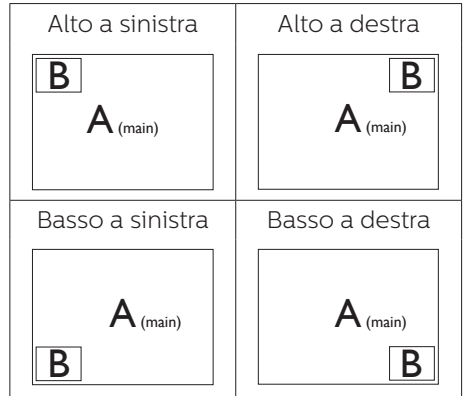 Alto a sinistra
Alto a destra
B
A (main)
B
A (main)
Basso a sinistra
Basso a destra
A (main)
B
A (main)
B